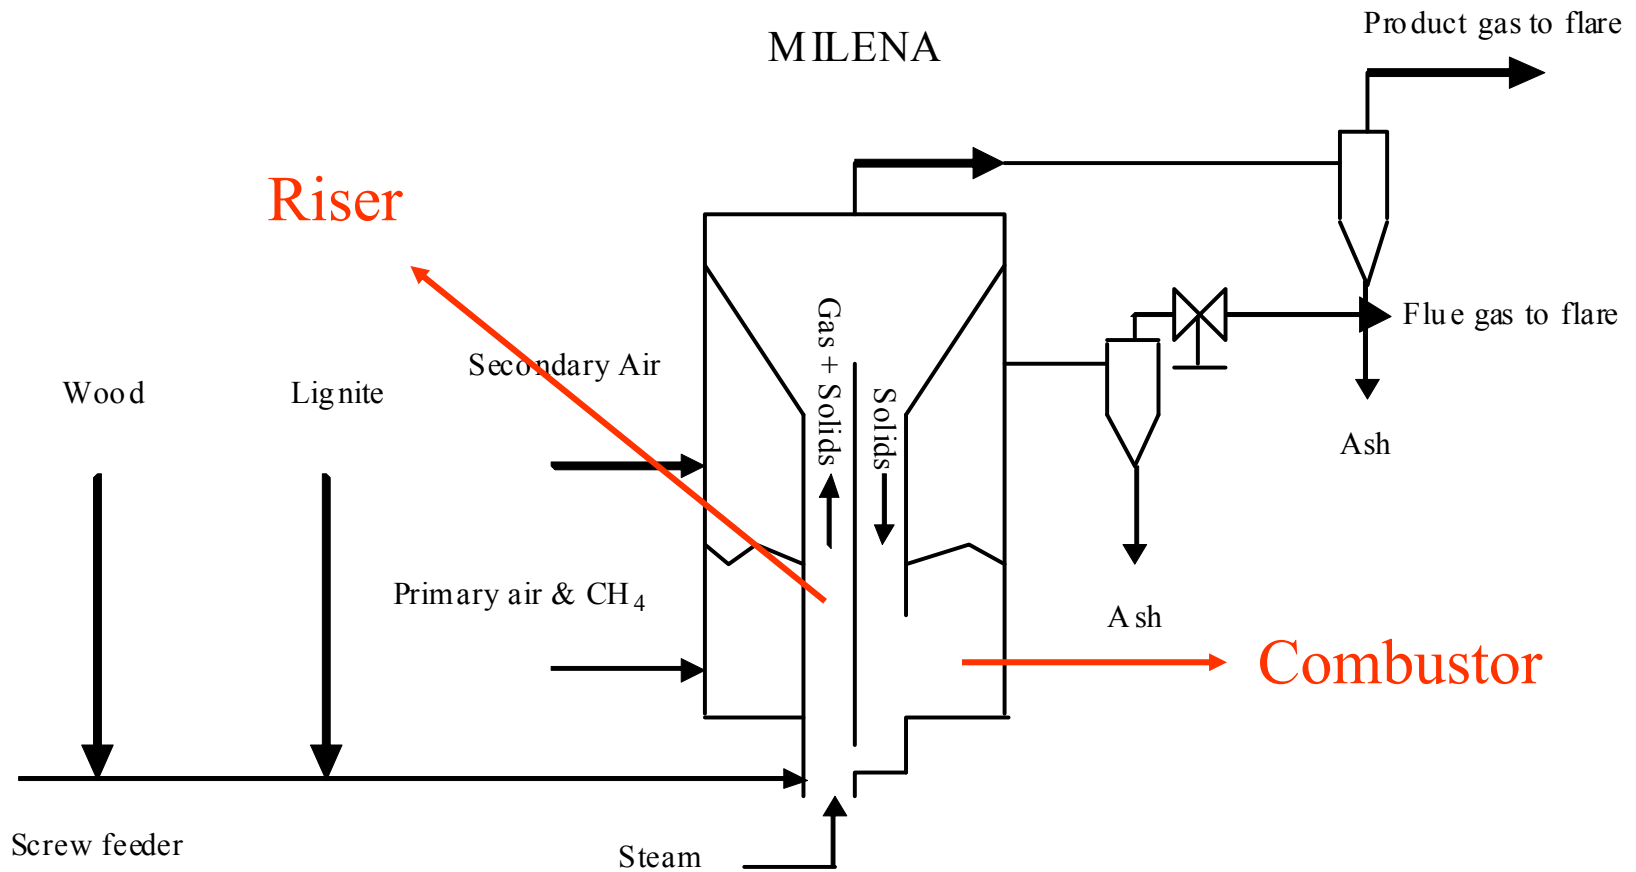 Product gas to flare
MILENA
Riser
Gas + Solids
Flue gas to flare
Secondary Air
Wood
Lignite
Solids
Ash
Primary air & CH₄
Ash
Combustor
Screw feeder
Steam